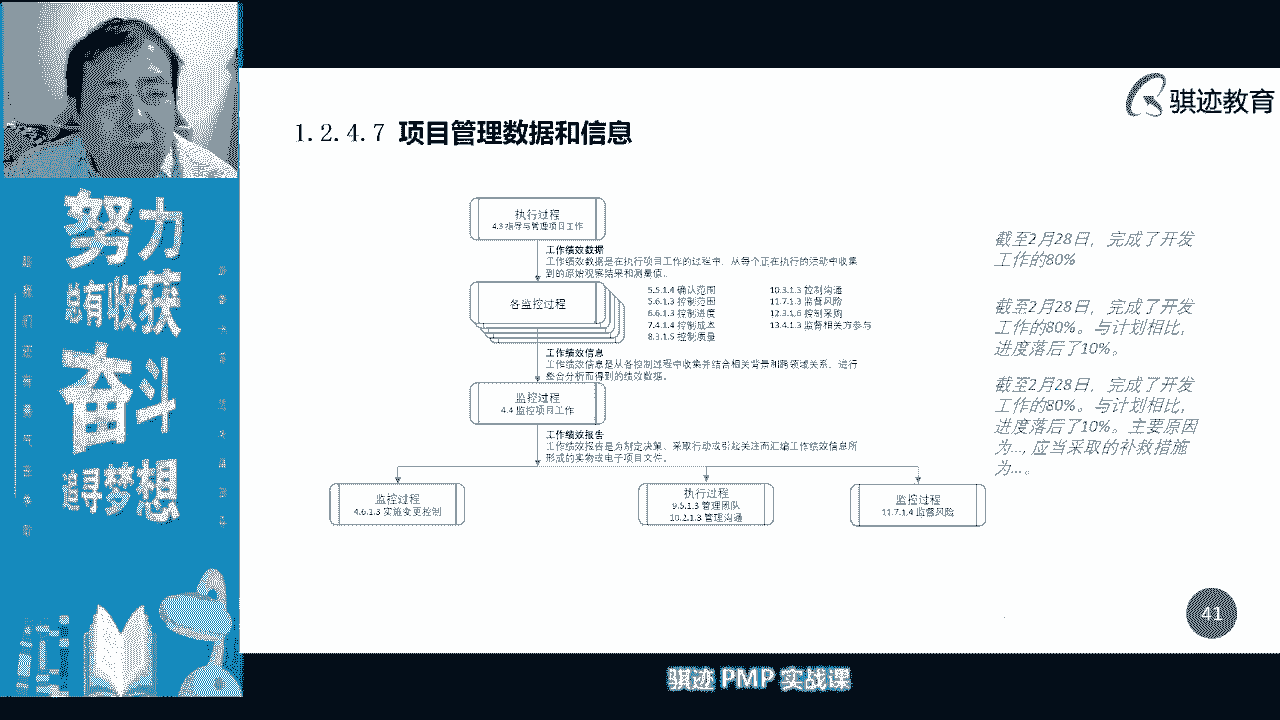 骐迹教育
1.2.4.7 项目管理数据和信息
执行过程
4.3 指导与管理项目工作
工作绩效数据
工作绩效数据是在执行项目工作的过程中，从每个正在执行的活动中收集
到的原始观察结果和测量值。
各监控过程
5.5.1.4 确认范围
5.6.1.3 控制范围
6.6.1.3 控制进度
7.4.1.4 控制成本
8.3.1.5 控制质量
10.3.1.3 控制沟通
11.7.1.3 监督风险
12.3.1.6 控制采购
13.4.1.3 监督相关方参与
工作绩效信息
工作绩效信息是从各控制过程中收集并结合相关背景和跨领域关系，进行
整合分析而得到的绩效数据。
监控过程
4.4 监控项目工作
工作绩效报告
工作绩效报告是为制定决策、采取行动或引起关注而汇编工作绩效信息所
形成的实物或电子项目文件。
监控过程
4.6.1.3 实施变更控制
执行过程
9.5.1.3 管理团队
10.2.1.3 管理沟通
监控过程
11.7.1.4 监督风险
截至2月28日，完成了开发
工作的80%
截至2月28日，完成了开发
工作的80%。与计划相比，
进度落后了10%。
截至2月28日，完成了开发
工作的80%。与计划相比，
进度落后了10%。主要原因
为…, 应当采取的补救措施
为…。
41
努力
总有收获
奋斗
追寻梦想
骐迹 PMP 实战课